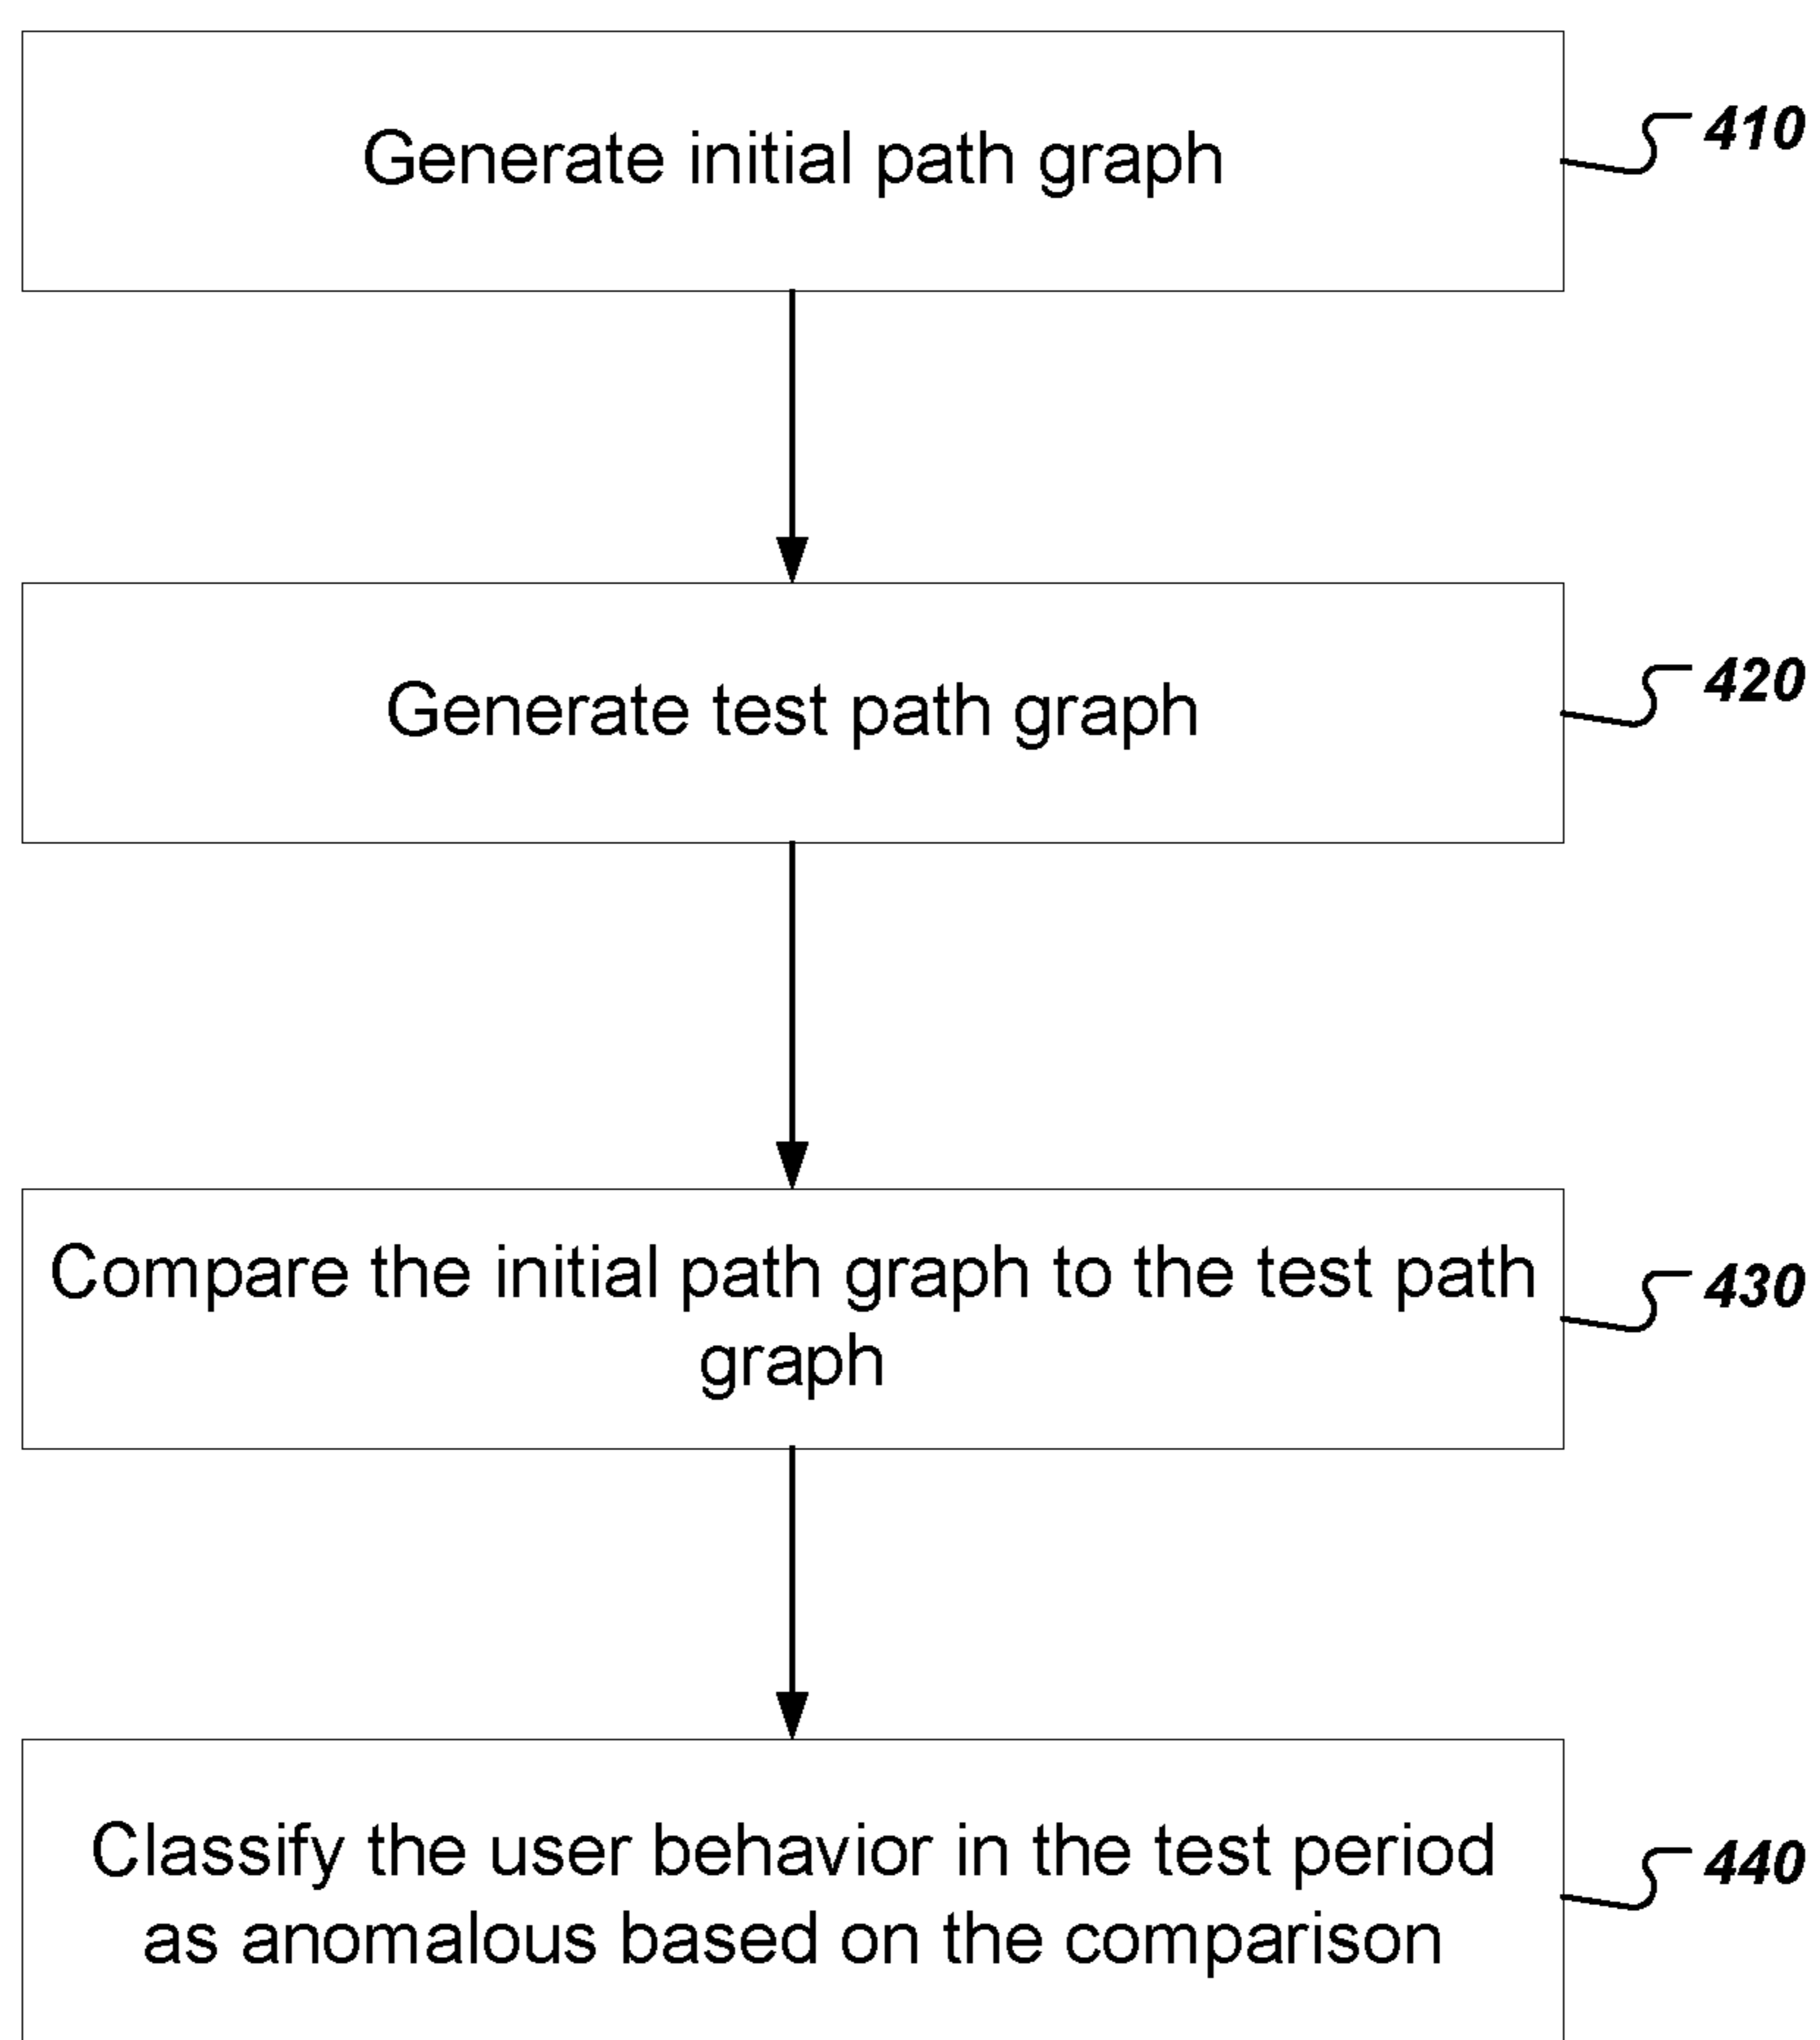 Generate initial path graph
410
Generate test path graph
420
Compare the initial path graph to the test path
graph
430
Classify the user behavior in the test period
as anomalous based on the comparison
440